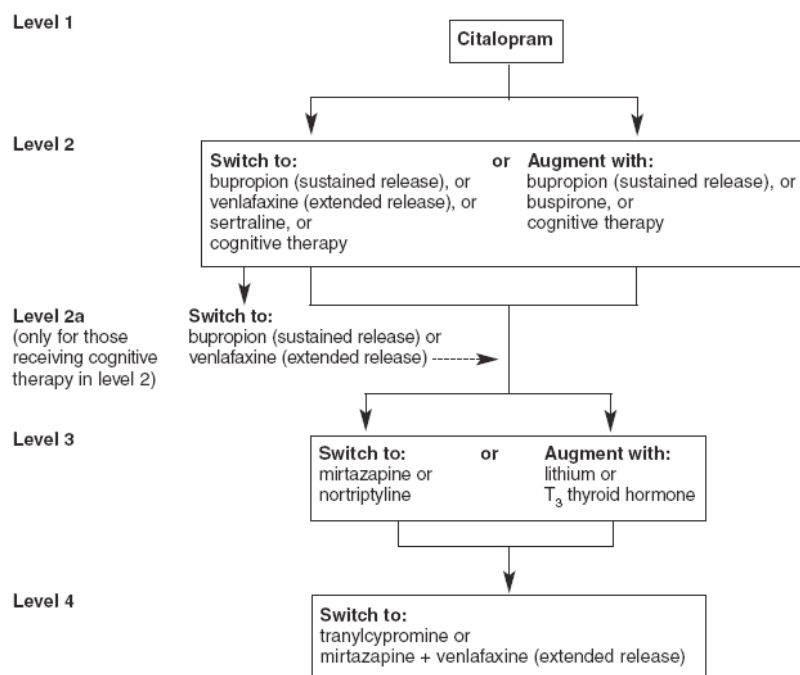 Level 1
Citalopram
Level 2
Switch to: or Augment with:
bupropion (sustained release), or bupropion (sustained release), or
venlafaxine (extended release), or buspirone, or
sertraline, or cognitive therapy
cognitive therapy
Level 2a Switch to:
(only for those bupropion (sustained release) or
receiving cognitive venlafaxine (extended release)
therapy in level 2)
Level 3
Switch to: or Augment with:
mirtazapine or lithium or
nortriptyline T3 thyroid hormone
Level 4
Switch to:
tranylcypromine or
mirtazapine + venlafaxine (extended release)